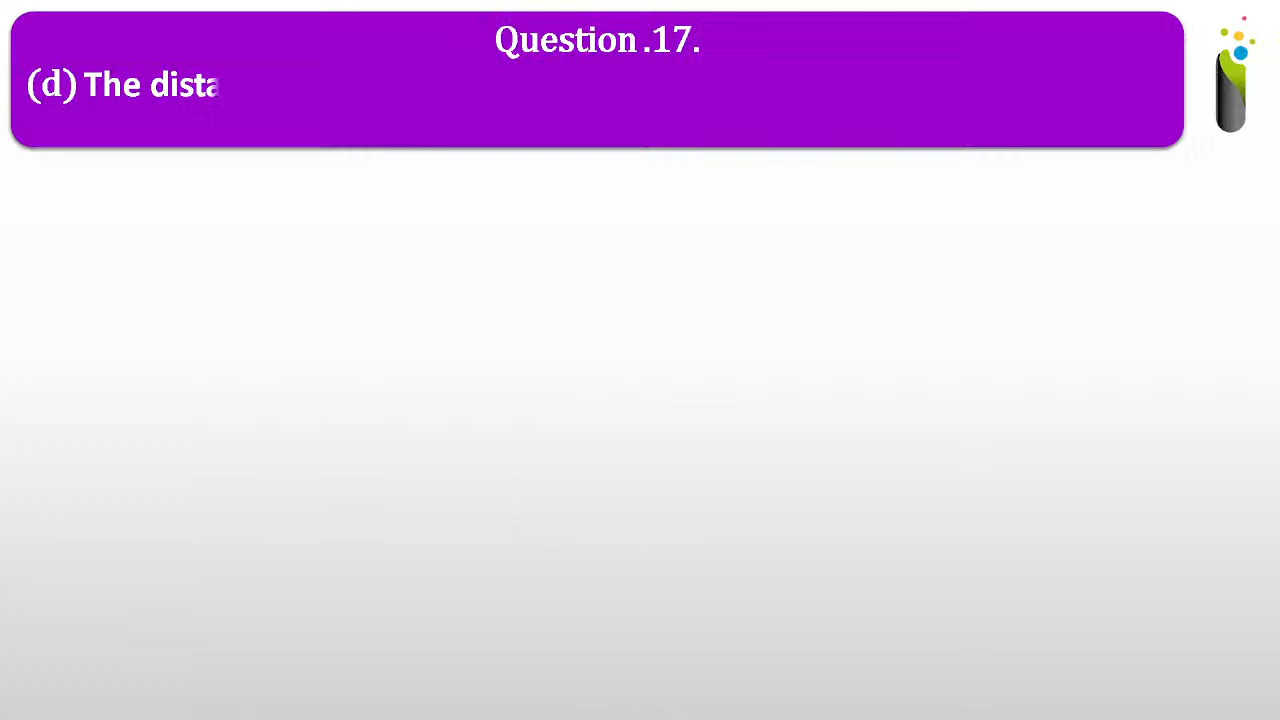 Question .17.
(d) The dista